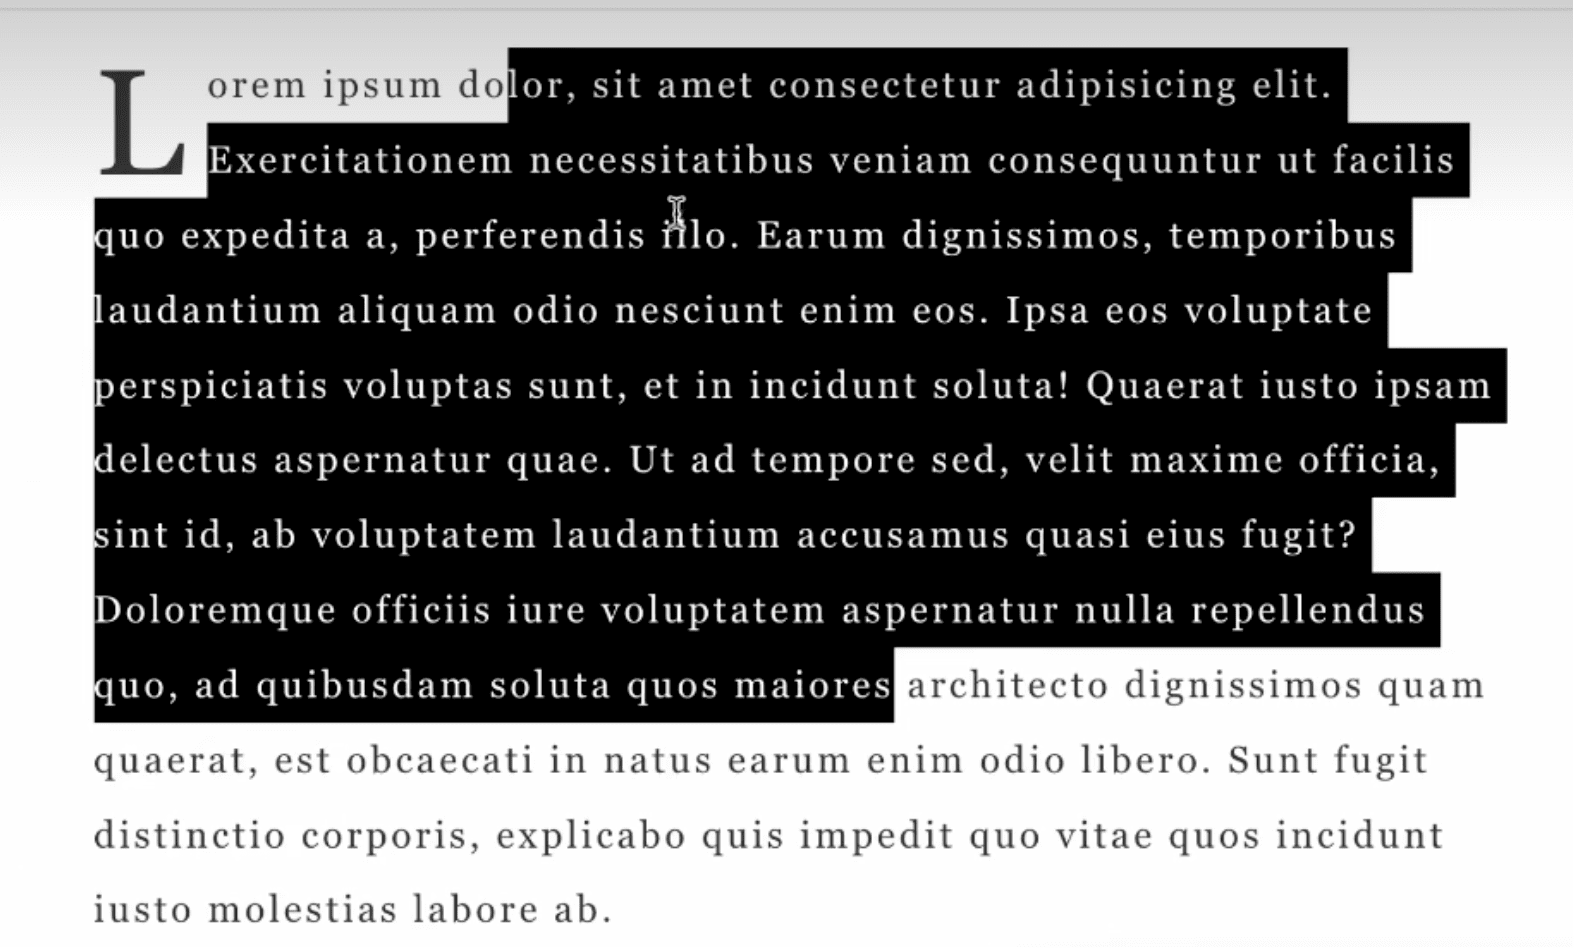 Lorem ipsum dolor, sit amet consectetur adipisicing elit.
Exercitationem necessitatibus veniam consequuntur ut facilis
quo expedita a, perferendis illo. Earum dignissimos, temporibus
laudantium aliquam odio nesciunt enim eos. Ipsa eos voluptate
perspiciatis voluptas sunt, et in incidunt soluta! Quaerat iusto ipsam
delectus aspernatur quae. Ut ad tempore sed, velit maxime officia,
sint id, ab voluptatem laudantium accusamus quasi eius fugit?
Doloremque officiis iure voluptatem aspernatur nulla repellendus
quo, ad quibusdam soluta quos maiores architecto dignissimos quam
quaerat, est obcaecati in natus earum enim odio libero. Sunt fugit
distinctio corporis, explicabo quis impedit quo vitae quos incidunt
iusto molestias labore ab.